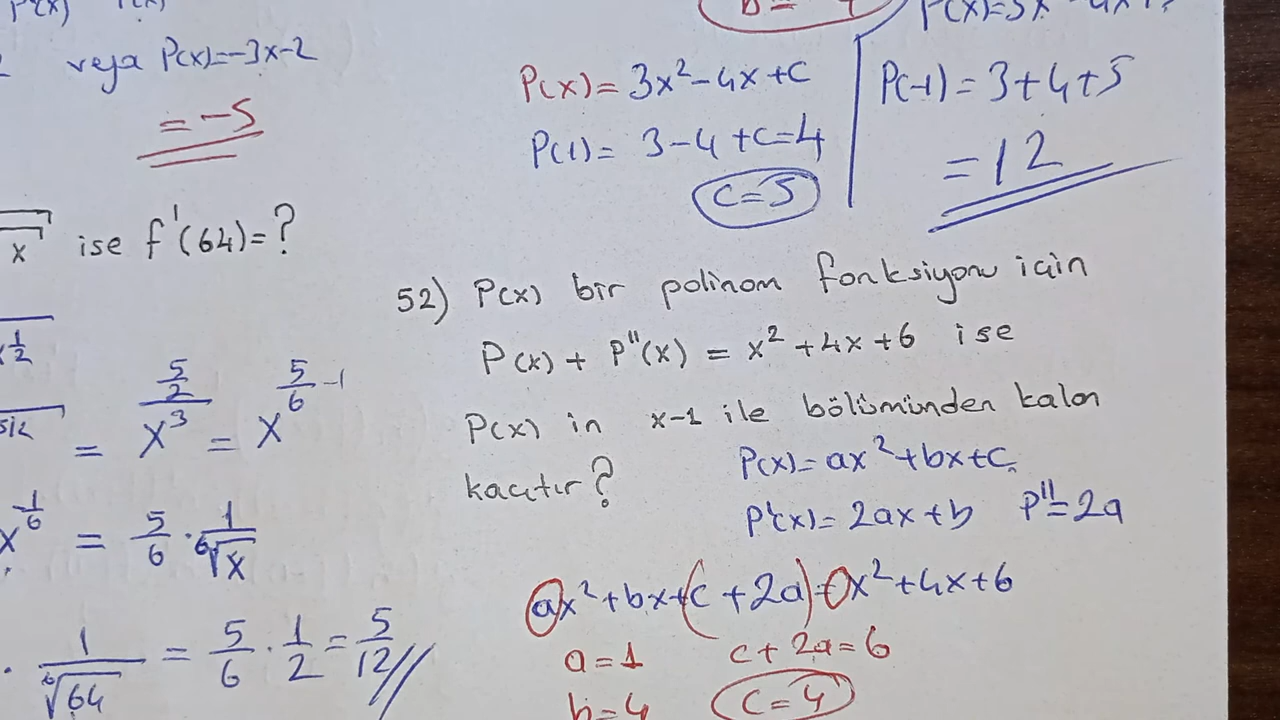 veya P(x)=-3x-2
= -5
ise f'(64)=?
= x^(5/2)/3 = x^(5/6 -1)
x^(-1/6) = 5/6 · 1/⁶√x
· 1/⁶√64 = 5/6 · 1/2 = 5/12 //
P(x)= 3x²-4x+c
P(1)= 3-4+c=4
c=5
P(-1)= 3+4+5
=12
52) P(x) bir polinom fonksiyonu için
P(x) + P''(x) = x² +4x+6 ise
P(x) in x-1 ile bölümünden kalan
kaçıtır?
P(x)= ax²+bx+c
P'(x)= 2ax+b P''=2a
ax²+bx+(c+2a)=x²+4x+6
a=1 c+2a=6
b=4 c=4